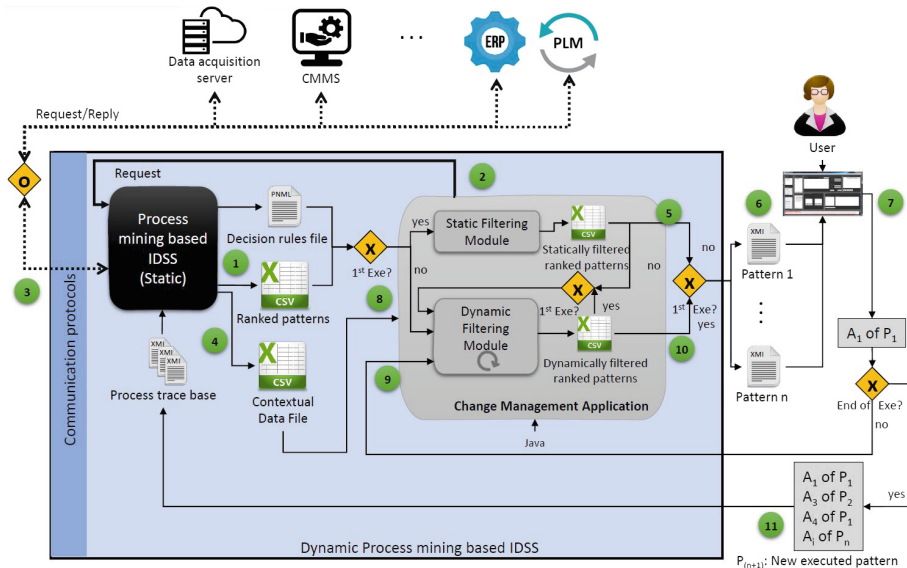 ERP
PLM
Data acquisition
server
CMMS
...
Request/Reply
User
O
Request
2
Process
mining based
IDSS
(Static)
PNML
Decision rules file
yes
Static Filtering
Module
CSV
Statically filtered
ranked patterns
5
6
7
XMI
Pattern 1
X
1st Exe?
no
no
no
X
1st Exe?
yes
X
1st Exe?
yes
3
1
CSV
Ranked patterns
8
Dynamic
Filtering
Module
CSV
Dynamically filtered
ranked patterns
10
A1 of P1
4
XMI
XMI
XMI
Process trace base
CSV
Contextual
Data File
9
XMI
Pattern n
X
End of Exe?
no
Change Management Application
Java
Communication protocols
yes
A1 of P1
A3 of P2
A4 of P1
Ai of Pn
11
Dynamic Process mining based IDSS
P(n+1): New executed pattern